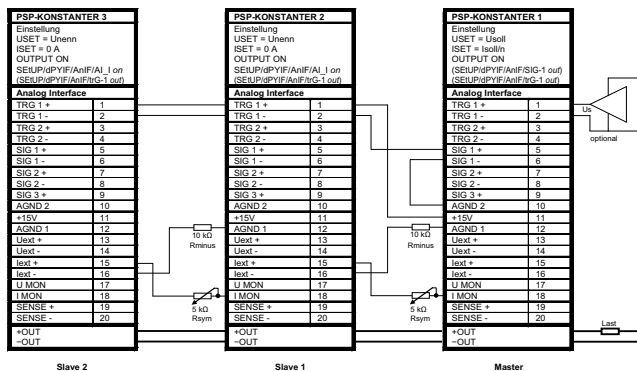 PSP-KONSTANTER 3
Einstellung
USET = Unenn
ISET = 0 A
OUTPUT ON
SEtUP/dPYIF/AnIF/AI_I on
(SEtUP/dPYIF/AnIF/trG-1 out)
Analog Interface
TRG 1 + 1
TRG 1 - 2
TRG 2 + 3
TRG 2 - 4
SIG 1 + 5
SIG 1 - 6
SIG 2 + 7
SIG 2 - 8
SIG 3 + 9
AGND 2 10
+15V 11
AGND 1 12
Uext + 13
Uext - 14
Iext + 15
Iext - 16
U MON 17
I MON 18
SENSE + 19
SENSE - 20
+OUT
−OUT
Slave 2
10 kΩ
Rminus
5 kΩ
Rsym
PSP-KONSTANTER 2
Einstellung
USET = Unenn
ISET = 0 A
OUTPUT ON
SEtUP/dPYIF/AnIF/AI_I on
(SEtUP/dPYIF/AnIF/trG-1 out)
Analog Interface
TRG 1 + 1
TRG 1 - 2
TRG 2 + 3
TRG 2 - 4
SIG 1 + 5
SIG 1 - 6
SIG 2 + 7
SIG 2 - 8
SIG 3 + 9
AGND 2 10
+15V 11
AGND 1 12
Uext + 13
Uext - 14
Iext + 15
Iext - 16
U MON 17
I MON 18
SENSE + 19
SENSE - 20
+OUT
−OUT
Slave 1
10 kΩ
Rminus
5 kΩ
Rsym
PSP-KONSTANTER 1
Einstellung
USET = Usoll
ISET = Isoll/n
OUTPUT ON
(SEtUP/dPYIF/AnIF/SIG-1 out)
(SEtUP/dPYIF/AnIF/trG-1 out)
Analog Interface
TRG 1 + 1
TRG 1 - 2
TRG 2 + 3
TRG 2 - 4
SIG 1 + 5
SIG 1 - 6
SIG 2 + 7
SIG 2 - 8
SIG 3 + 9
AGND 2 10
+15V 11
AGND 1 12
Uext + 13
Uext - 14
Iext + 15
Iext - 16
U MON 17
I MON 18
SENSE + 19
SENSE - 20
+OUT
−OUT
Master
Us
optional
Last